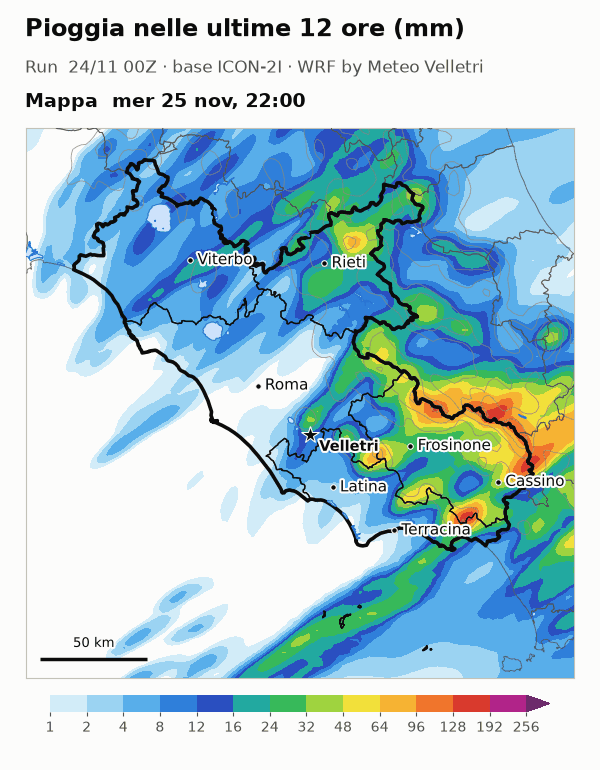 Pioggia nelle ultime 12 ore (mm)
Run  24/11 00Z · base ICON-2I · WRF by Meteo Velletri
Mappa  mer 25 nov, 22:00
Viterbo
Rieti
Roma
Velletri
Frosinone
Cassino
Latina
Terracina
50 km
1 2 4 8 12 16 24 32 48 64 96 128 192 256